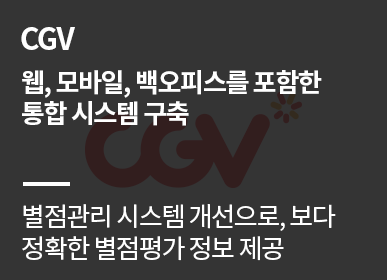 CGV
웹, 모바일, 백오피스를 포함한
통합 시스템 구축
CGV
별점관리 시스템 개선으로, 보다
정확한 별점평가 정보 제공